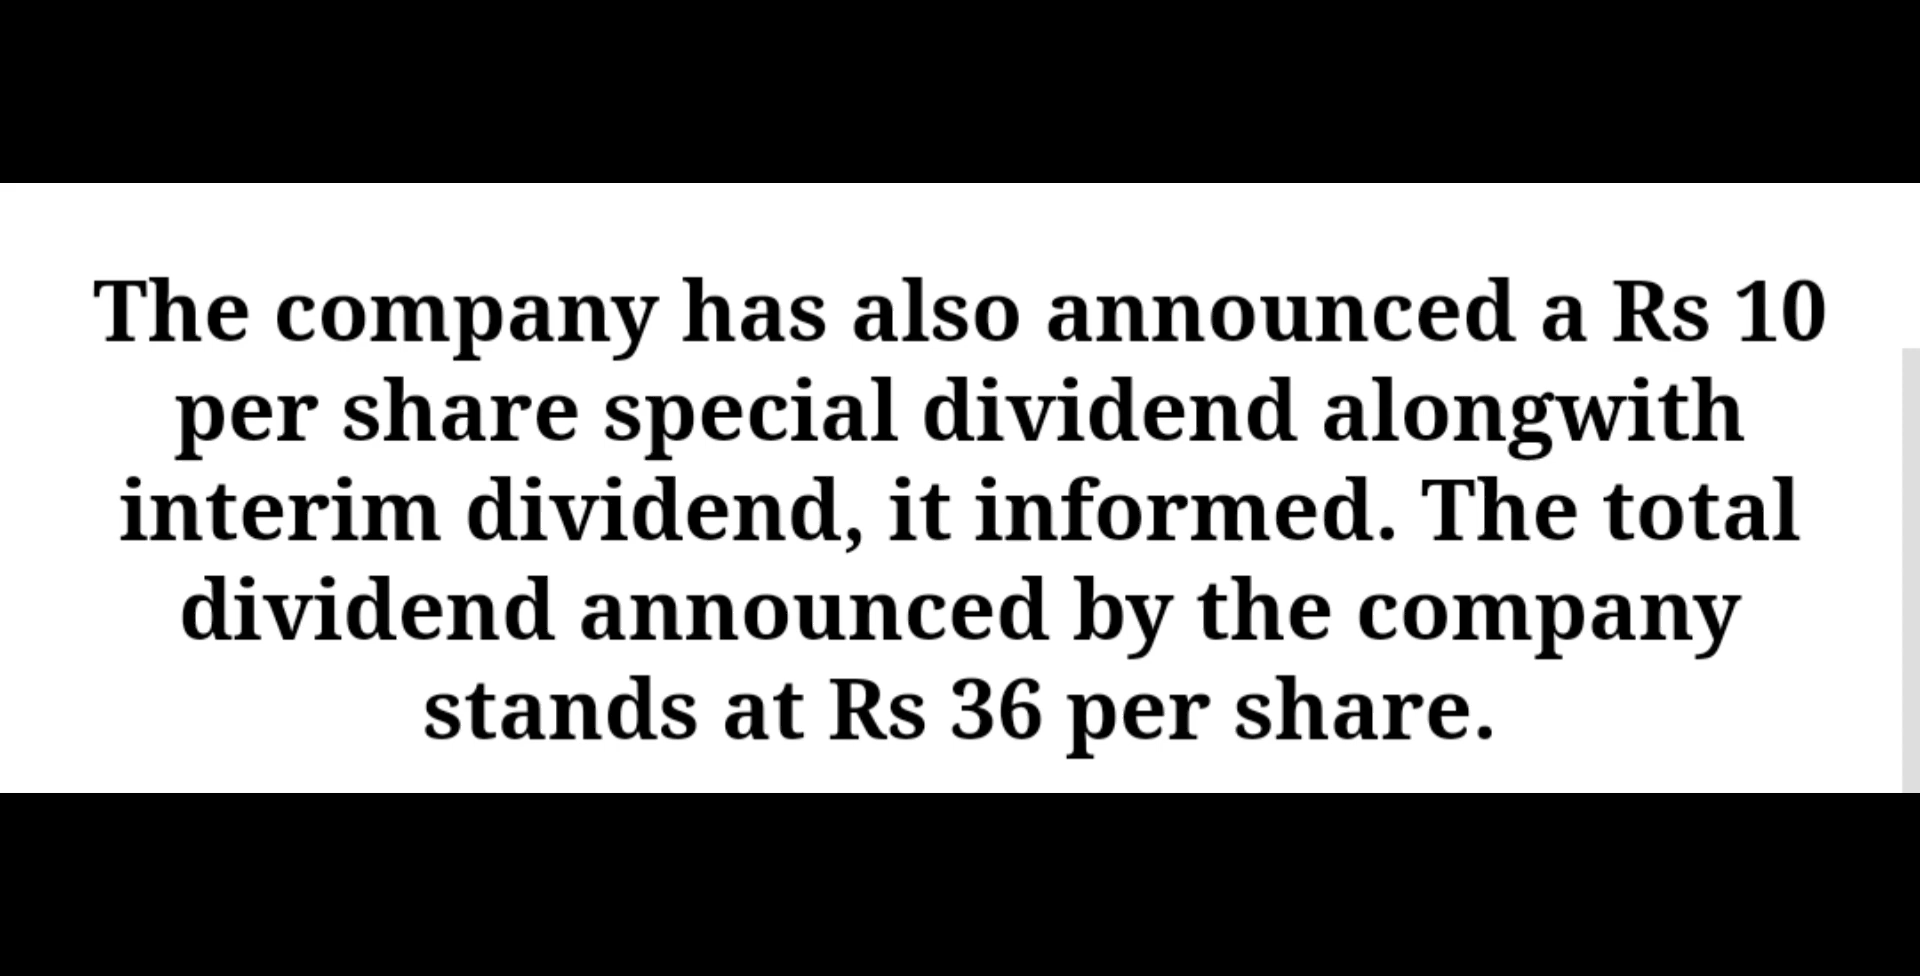 The company has also announced a Rs 10
per share special dividend alongwith
interim dividend, it informed. The total
dividend announced by the company
stands at Rs 36 per share.